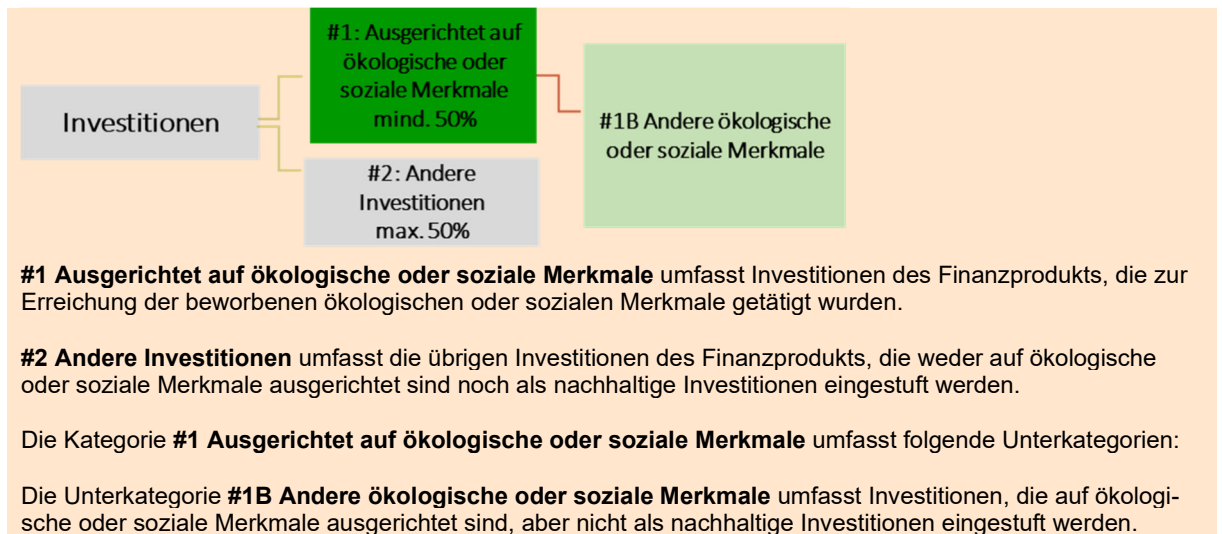 #1: Ausgerichtet auf
ökologische oder
soziale Merkmale
mind. 50%
Investitionen
#1B Andere ökologische
oder soziale Merkmale
#2: Andere
Investitionen
max. 50%
#1 Ausgerichtet auf ökologische oder soziale Merkmale umfasst Investitionen des Finanzprodukts, die zur
Erreichung der beworbenen ökologischen oder sozialen Merkmale getätigt wurden.
#2 Andere Investitionen umfasst die übrigen Investitionen des Finanzprodukts, die weder auf ökologische
oder soziale Merkmale ausgerichtet sind noch als nachhaltige Investitionen eingestuft werden.
Die Kategorie #1 Ausgerichtet auf ökologische oder soziale Merkmale umfasst folgende Unterkategorien:
Die Unterkategorie #1B Andere ökologische oder soziale Merkmale umfasst Investitionen, die auf ökologi-
sche oder soziale Merkmale ausgerichtet sind, aber nicht als nachhaltige Investitionen eingestuft werden.